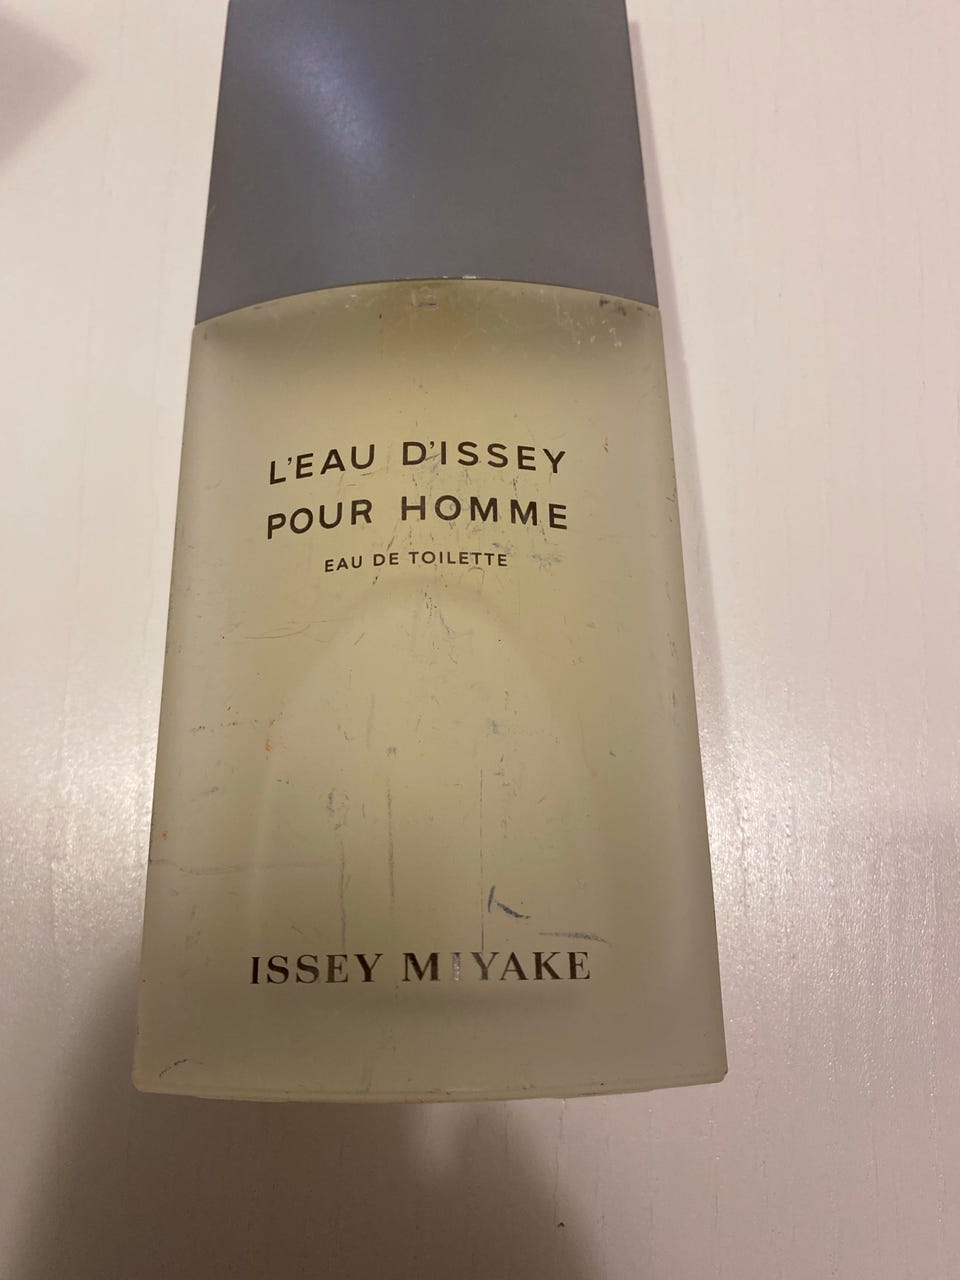 L'EAU D'ISSEY
POUR HOMME
EAU DE TOILETTE
ISSEY MIYAKE